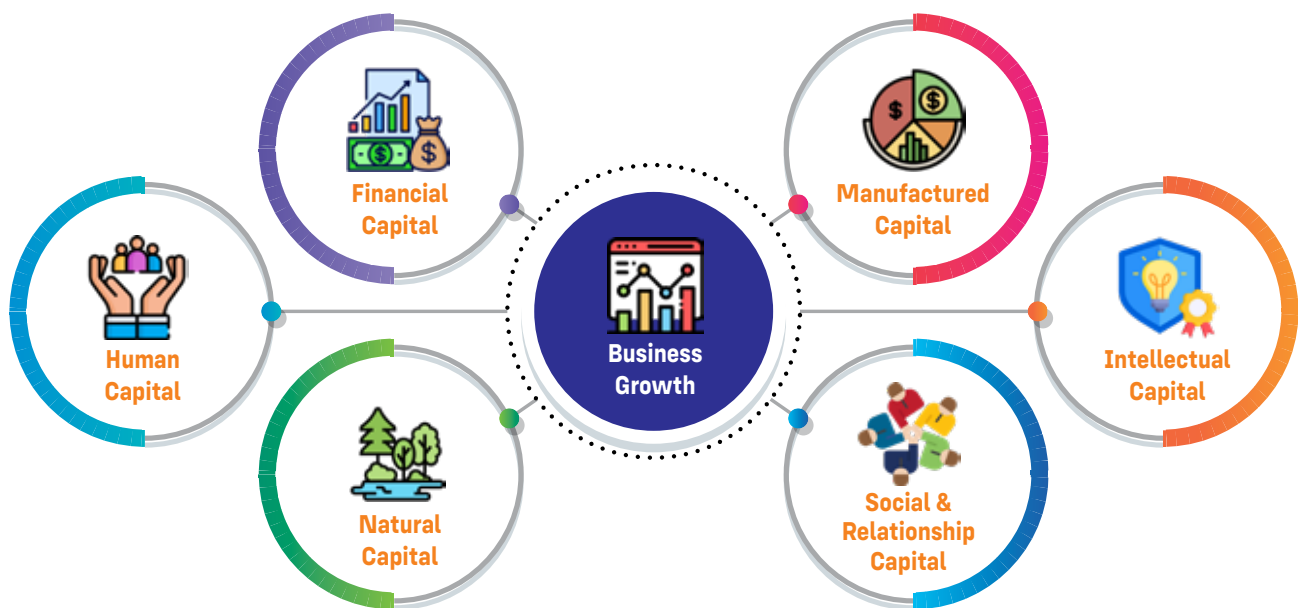 Financial
Capital
Manufactured
Capital
Human
Capital
Business
Growth
Intellectual
Capital
Natural
Capital
Social &
Relationship
Capital